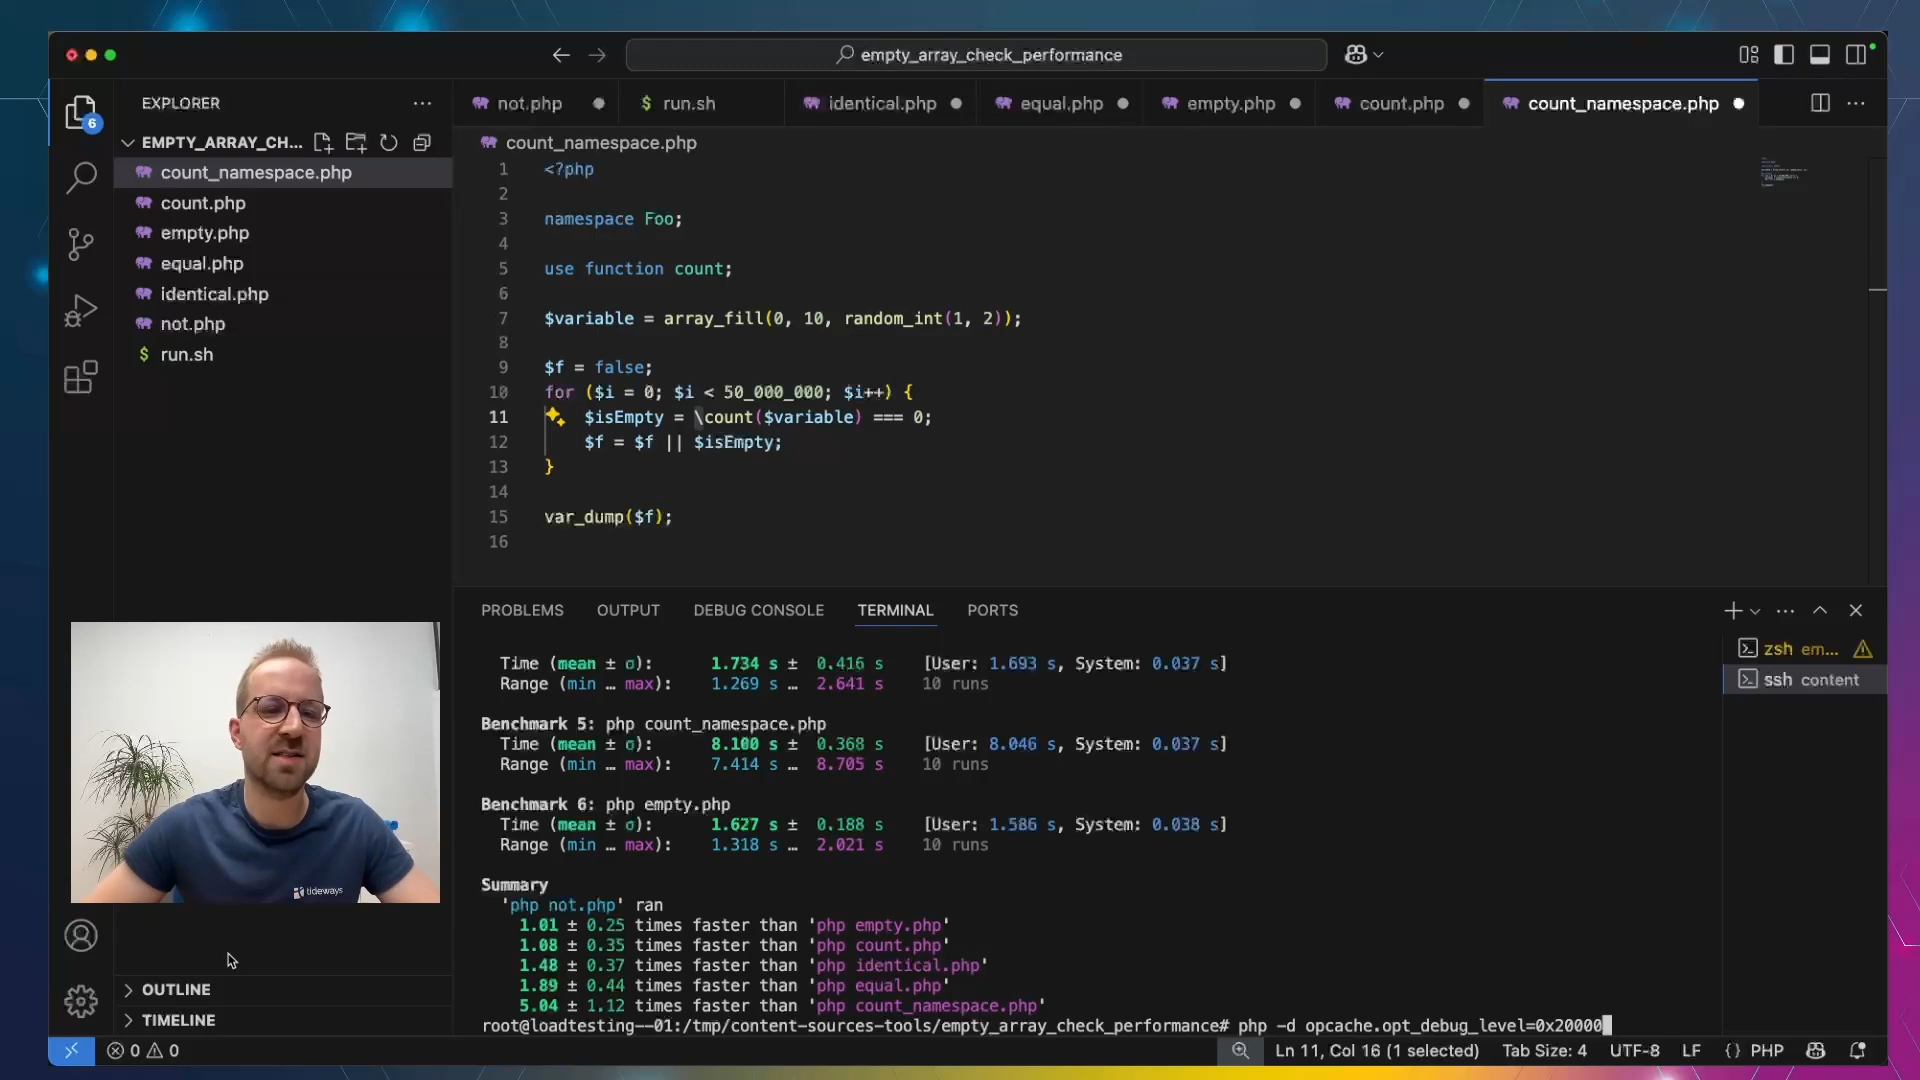 empty_array_check_performance
6
EXPLORER
EMPTY_ARRAY_CH...
count_namespace.php
count.php
empty.php
equal.php
identical.php
not.php
$ run.sh
not.php
$ run.sh
identical.php
equal.php
empty.php
count.php
count_namespace.php
count_namespace.php
1 <?php
2
3 namespace Foo;
4
5 use function count;
6
7 $variable = array_fill(0, 10, random_int(1, 2));
8
9 $f = false;
10 for ($i = 0; $i < 50_000_000; $i++) {
11 $isEmpty = \count($variable) === 0;
12 $f = $f || $isEmpty;
13 }
14
15 var_dump($f);
16
PROBLEMS OUTPUT DEBUG CONSOLE TERMINAL PORTS
zsh em...
ssh content
Time (mean ± σ): 1.734 s ± 0.416 s [User: 1.693 s, System: 0.037 s]
Range (min … max): 1.269 s … 2.641 s 10 runs
Benchmark 5: php count_namespace.php
Time (mean ± σ): 8.100 s ± 0.368 s [User: 8.046 s, System: 0.037 s]
Range (min … max): 7.414 s … 8.705 s 10 runs
Benchmark 6: php empty.php
Time (mean ± σ): 1.627 s ± 0.188 s [User: 1.586 s, System: 0.038 s]
Range (min … max): 1.318 s … 2.021 s 10 runs
Summary
'php not.php' ran
1.01 ± 0.25 times faster than 'php empty.php'
1.08 ± 0.35 times faster than 'php count.php'
1.48 ± 0.37 times faster than 'php identical.php'
1.89 ± 0.44 times faster than 'php equal.php'
5.04 ± 1.12 times faster than 'php count_namespace.php'
root@loadtesting--01:/tmp/content-sources-tools/empty_array_check_performance# php -d opcache.opt_debug_level=0x20000
tideways
OUTLINE
TIMELINE
0 0
Ln 11, Col 16 (1 selected) Tab Size: 4 UTF-8 LF {} PHP